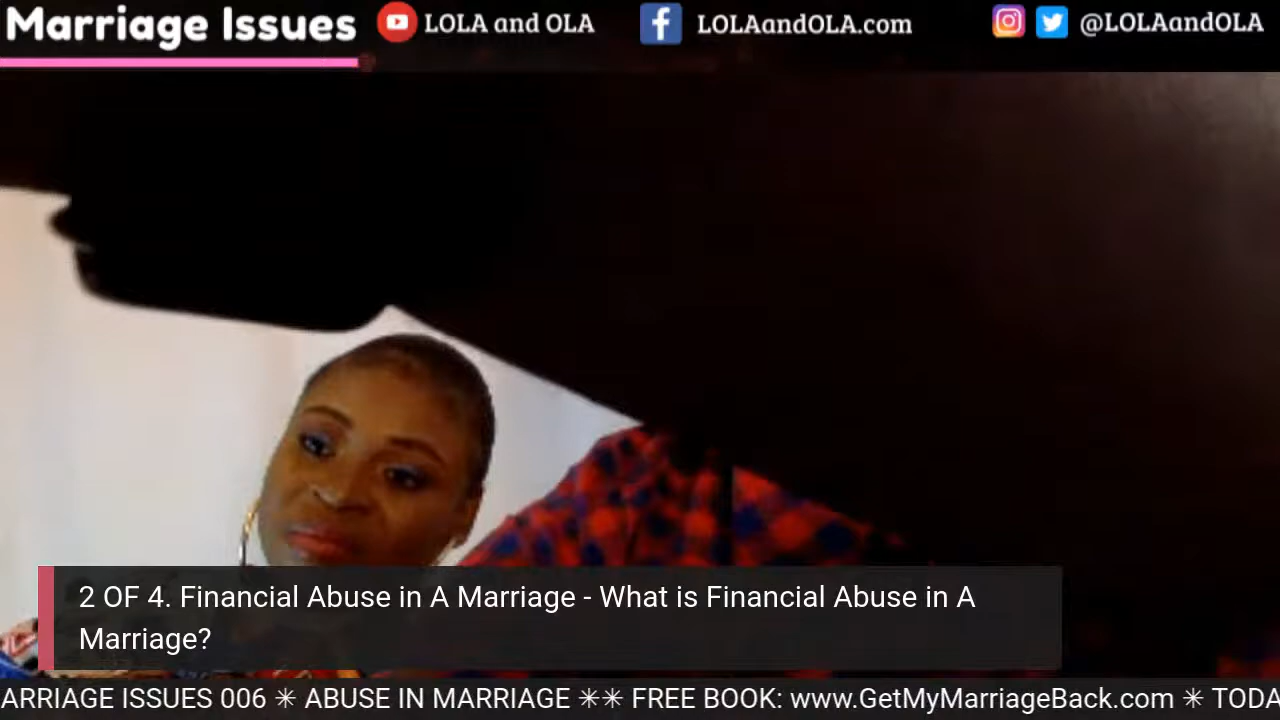 Marriage Issues LOLA and OLA LOLAandOLA.com @LOLAandOLA
2 OF 4. Financial Abuse in A Marriage - What is Financial Abuse in A
Marriage?
ARRIAGE ISSUES 006 ✳ ABUSE IN MARRIAGE ✳✳ FREE BOOK: www.GetMyMarriageBack.com ✳ TODA